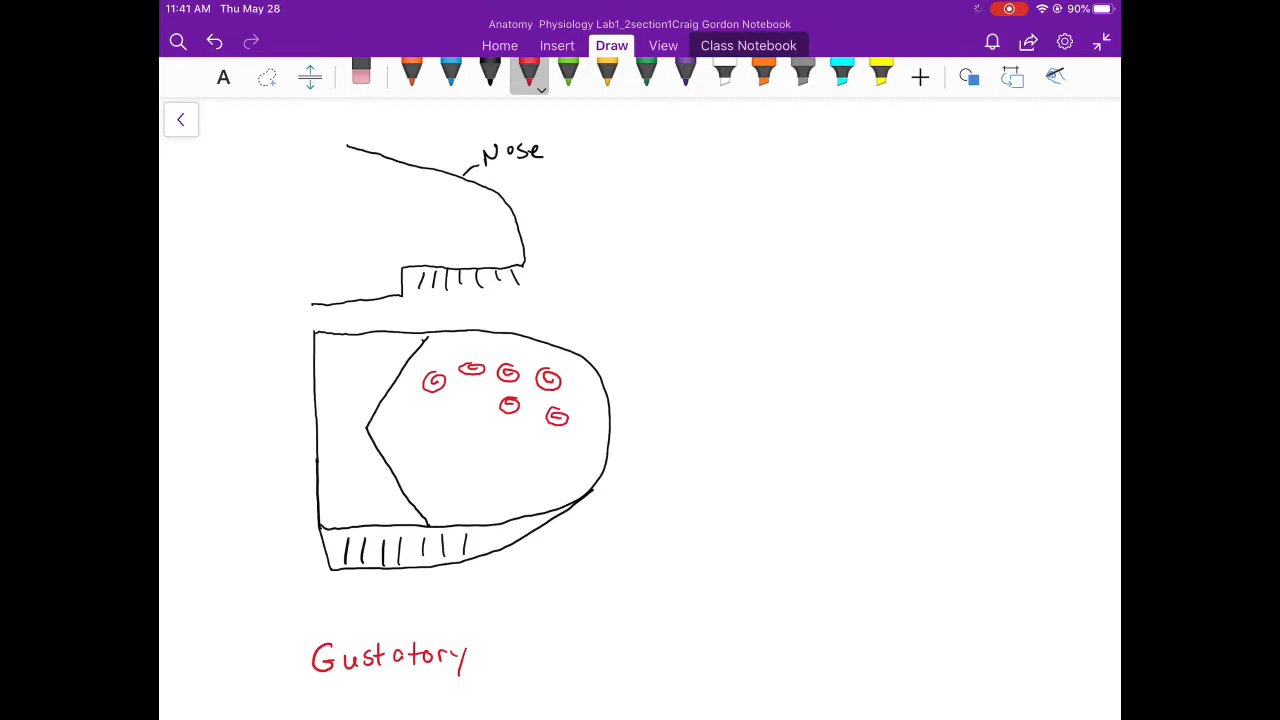 11:41 AM Thu May 28
90%
Anatomy Physiology Lab1_2section1Craig Gordon Notebook
Home Insert Draw View Class Notebook
A
Nose
Gustatory